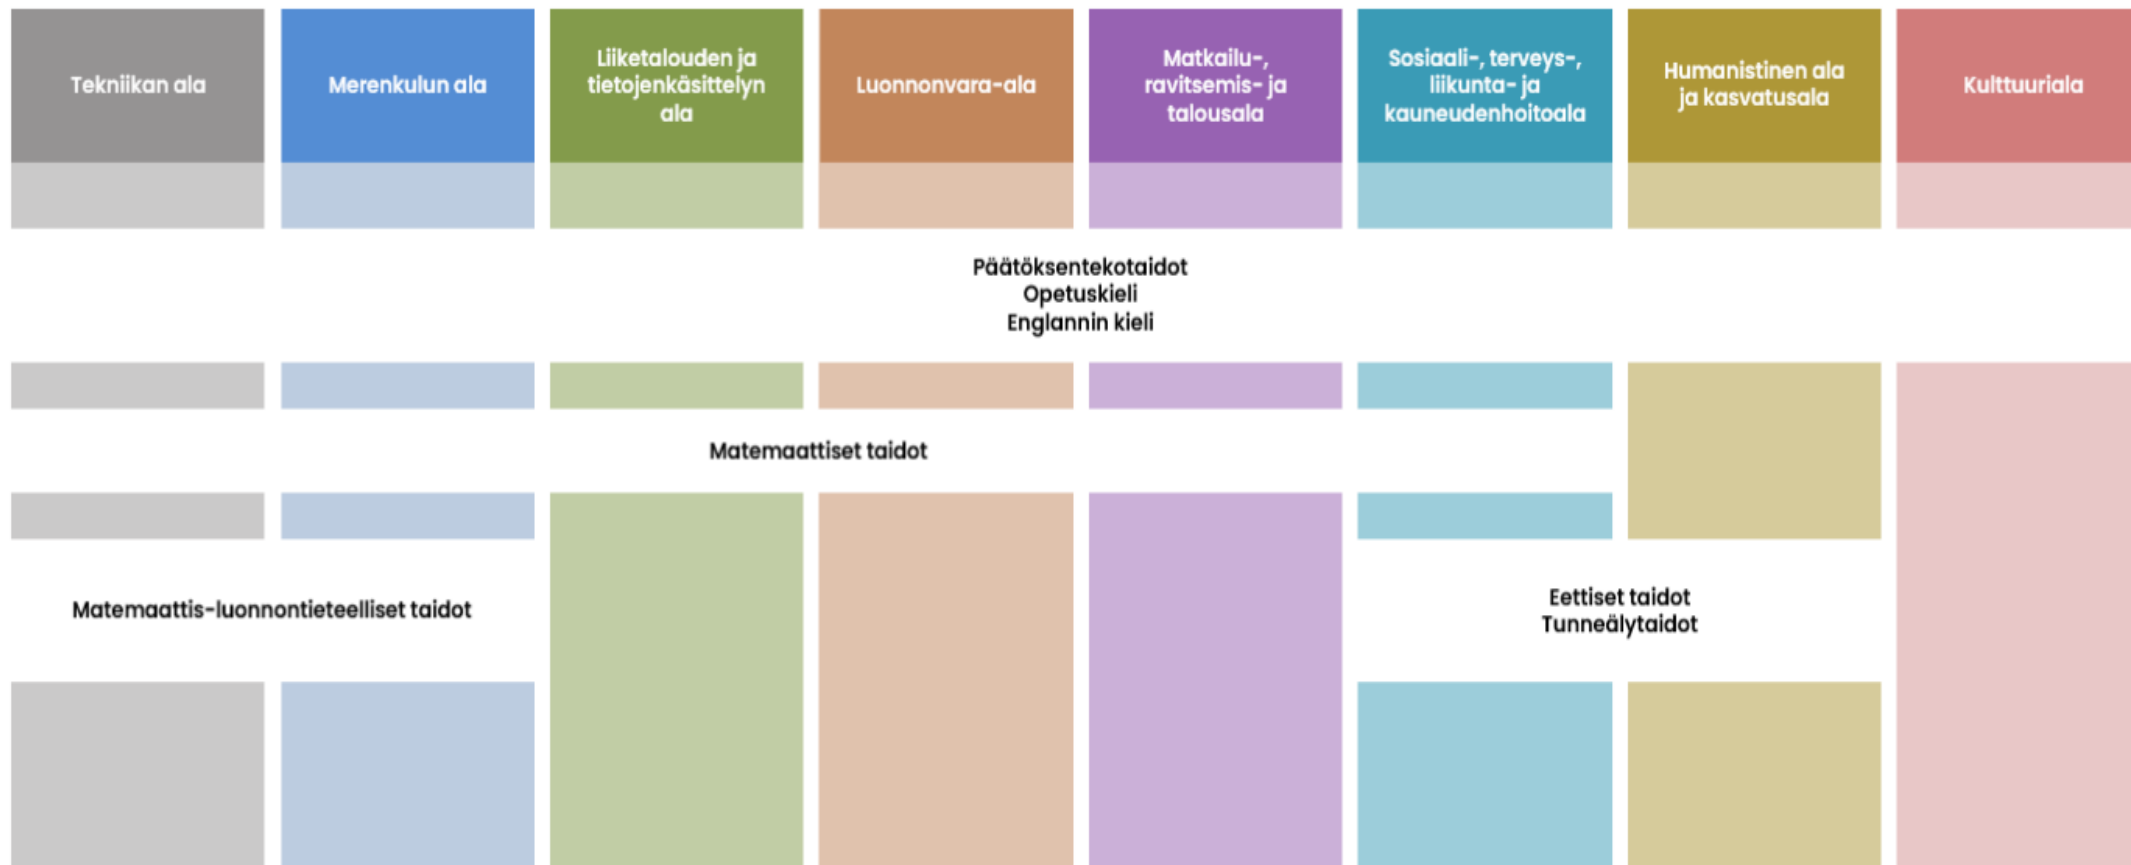 Tekniikan ala
Merenkulun ala
Liiketalouden ja
tietojenkäsittelyn
ala
Luonnonvara-ala
Matkailu-,
ravitsemis- ja
talousala
Sosiaali-, terveys-,
liikunta- ja
kauneudenhoitoala
Humanistinen ala
ja kasvatusala
Kulttuuriala
Päätöksentekotaidot
Opetuskieli
Englannin kieli
Matemaattiset taidot
Matemaattis-luonnontieteelliset taidot
Eettiset taidot
Tunneälytaidot